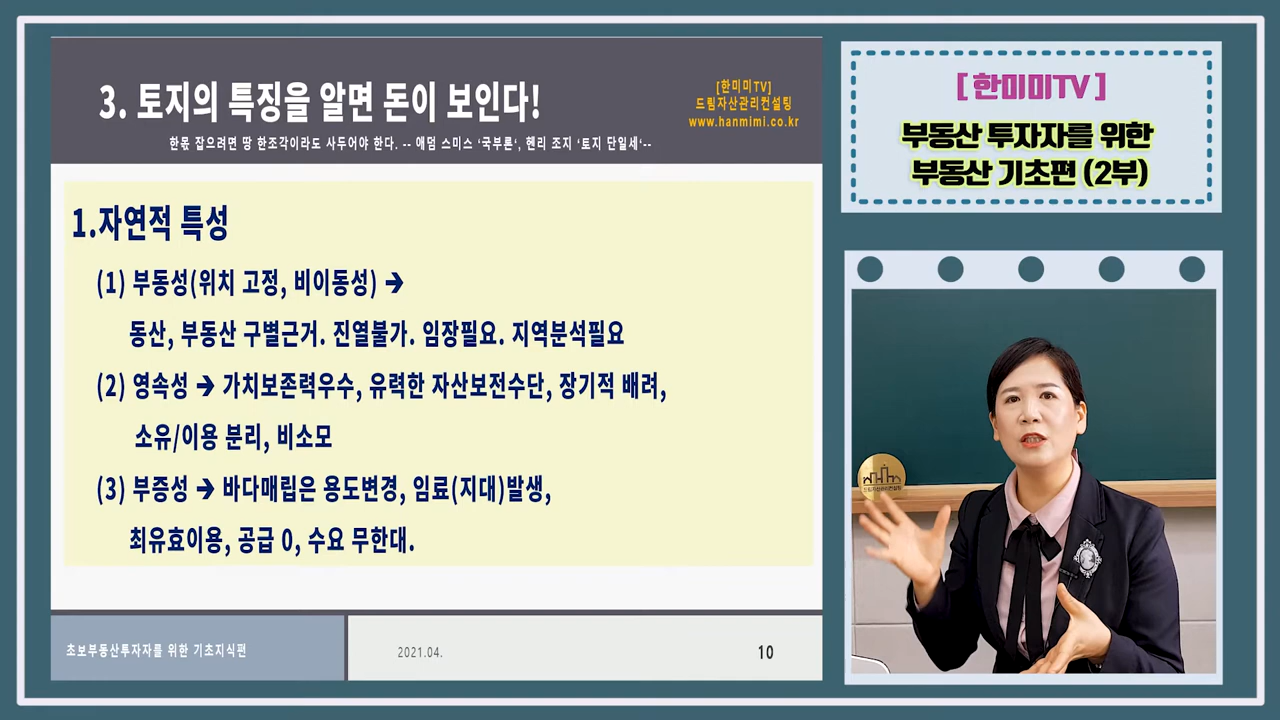 3. 토지의 특징을 알면 돈이 보인다!
한몫 잡으려면 땅 한조각이라도 사두어야 한다. -- 애덤 스미스 '국부론', 헨리 조지 '토지 단일세'--
[한미미TV]
드림자산관리컨설팅
www.hanmimi.co.kr
1.자연적 특성
(1) 부동성(위치 고정, 비이동성) →
동산, 부동산 구별근거. 진열불가. 임장필요. 지역분석필요
(2) 영속성 → 가치보존력우수, 유력한 자산보전수단, 장기적 배려,
소유/이용 분리, 비소모
(3) 부증성 → 바다매립은 용도변경, 임료(지대)발생,
최유효이용, 공급 0, 수요 무한대.
초보부동산투자자를 위한 기초지식편
2021.04.
10
[한미미TV]
부동산 투자자를 위한
부동산 기초편 (2부)
드림자산관리컨설팅